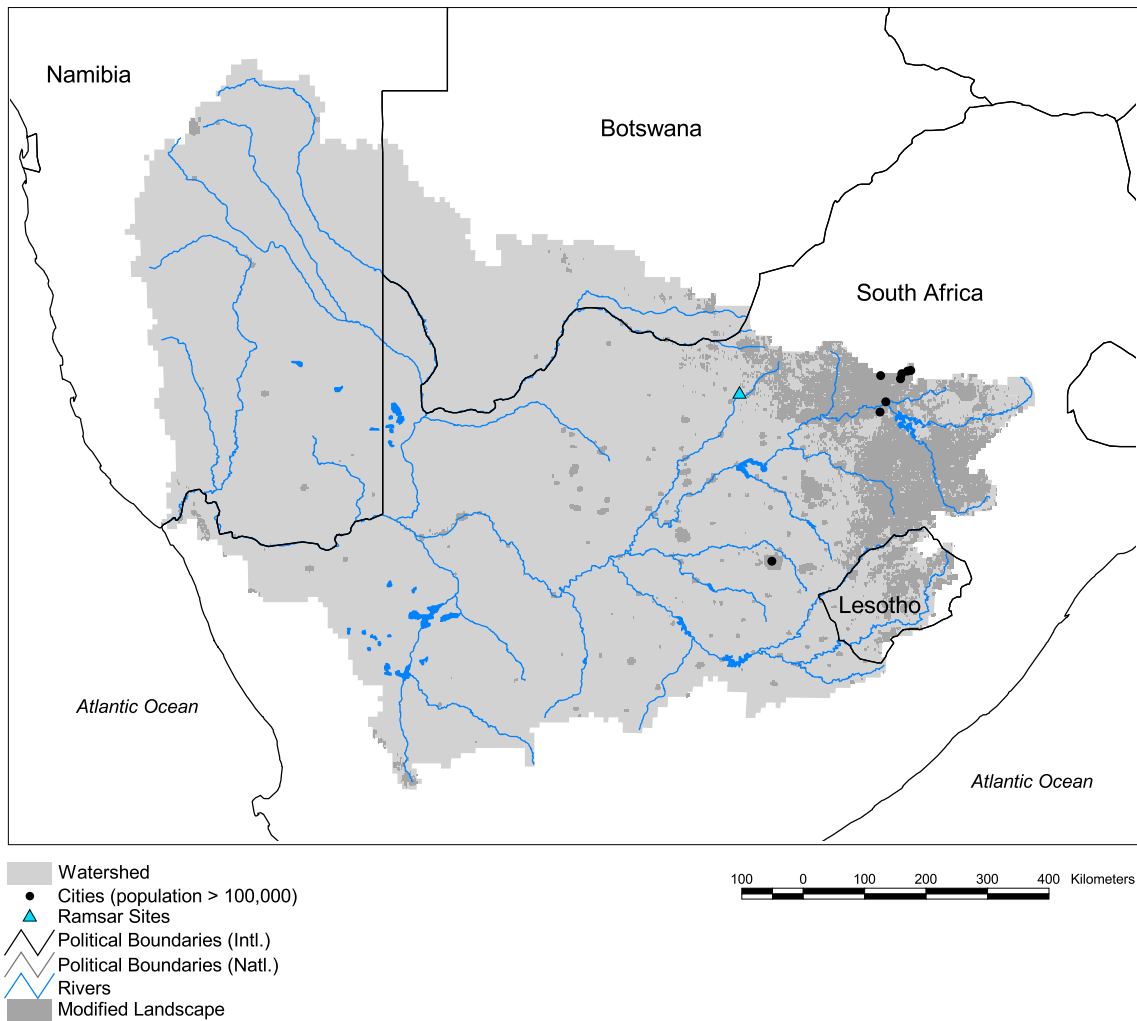 Namibia
Botswana
South Africa
Lesotho
Atlantic Ocean
Atlantic Ocean
Watershed
Cities (population > 100,000)
Ramsar Sites
Political Boundaries (Intl.)
Political Boundaries (Natl.)
Rivers
Modified Landscape
100 0 100 200 300 400 Kilometers